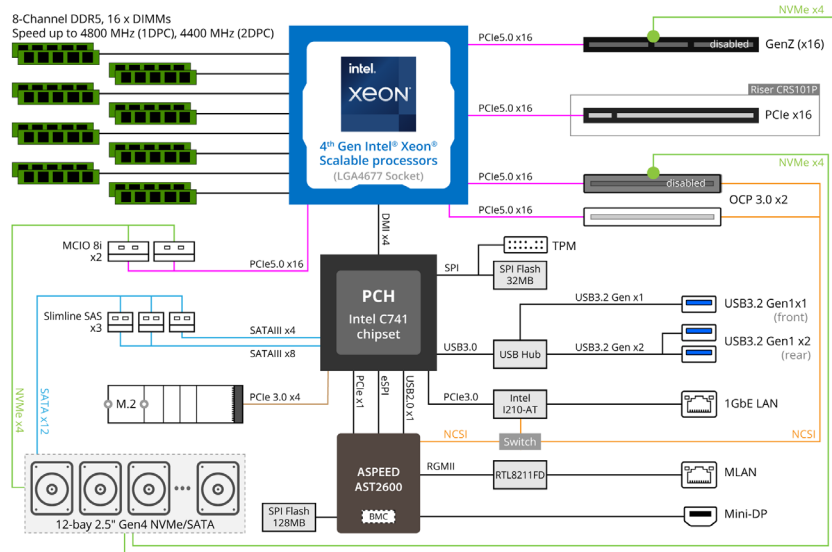 8-Channel DDR5, 16 x DIMMs
Speed up to 4800 MHz (1DPC), 4400 MHz (2DPC)
NVMe x4
PCIe5.0 x16
disabled
GenZ (x16)
intel.
XEON®
Riser CRS101P
PCIe5.0 x16
PCIe x16
4th Gen Intel® Xeon®
Scalable processors
(LGA4677 Socket)
NVMe x4
PCIe5.0 x16
disabled
OCP 3.0 x2
PCIe5.0 x16
DMI x4
MCIO 8i
x2
PCIe5.0 x16
SPI
TPM
SPI Flash
32MB
PCH
Intel C741
chipset
Slimline SAS
x3
SATAIII x4
SATAIII x8
USB3.2 Gen x1
USB3.2 Gen1x1
(front)
USB3.0
USB Hub
USB3.2 Gen x2
USB3.2 Gen1 x2
(rear)
M.2
PCIe 3.0 x4
PCIe x1
eSPI
USB2.0 x1
PCIe3.0
Intel
I210-AT
1GbE LAN
NVMe x4
SATA x12
NCSI
Switch
NCSI
ASPEED
AST2600
RGMII
RTL8211FD
MLAN
SPI Flash
128MB
BMC
Mini-DP
12-bay 2.5" Gen4 NVMe/SATA